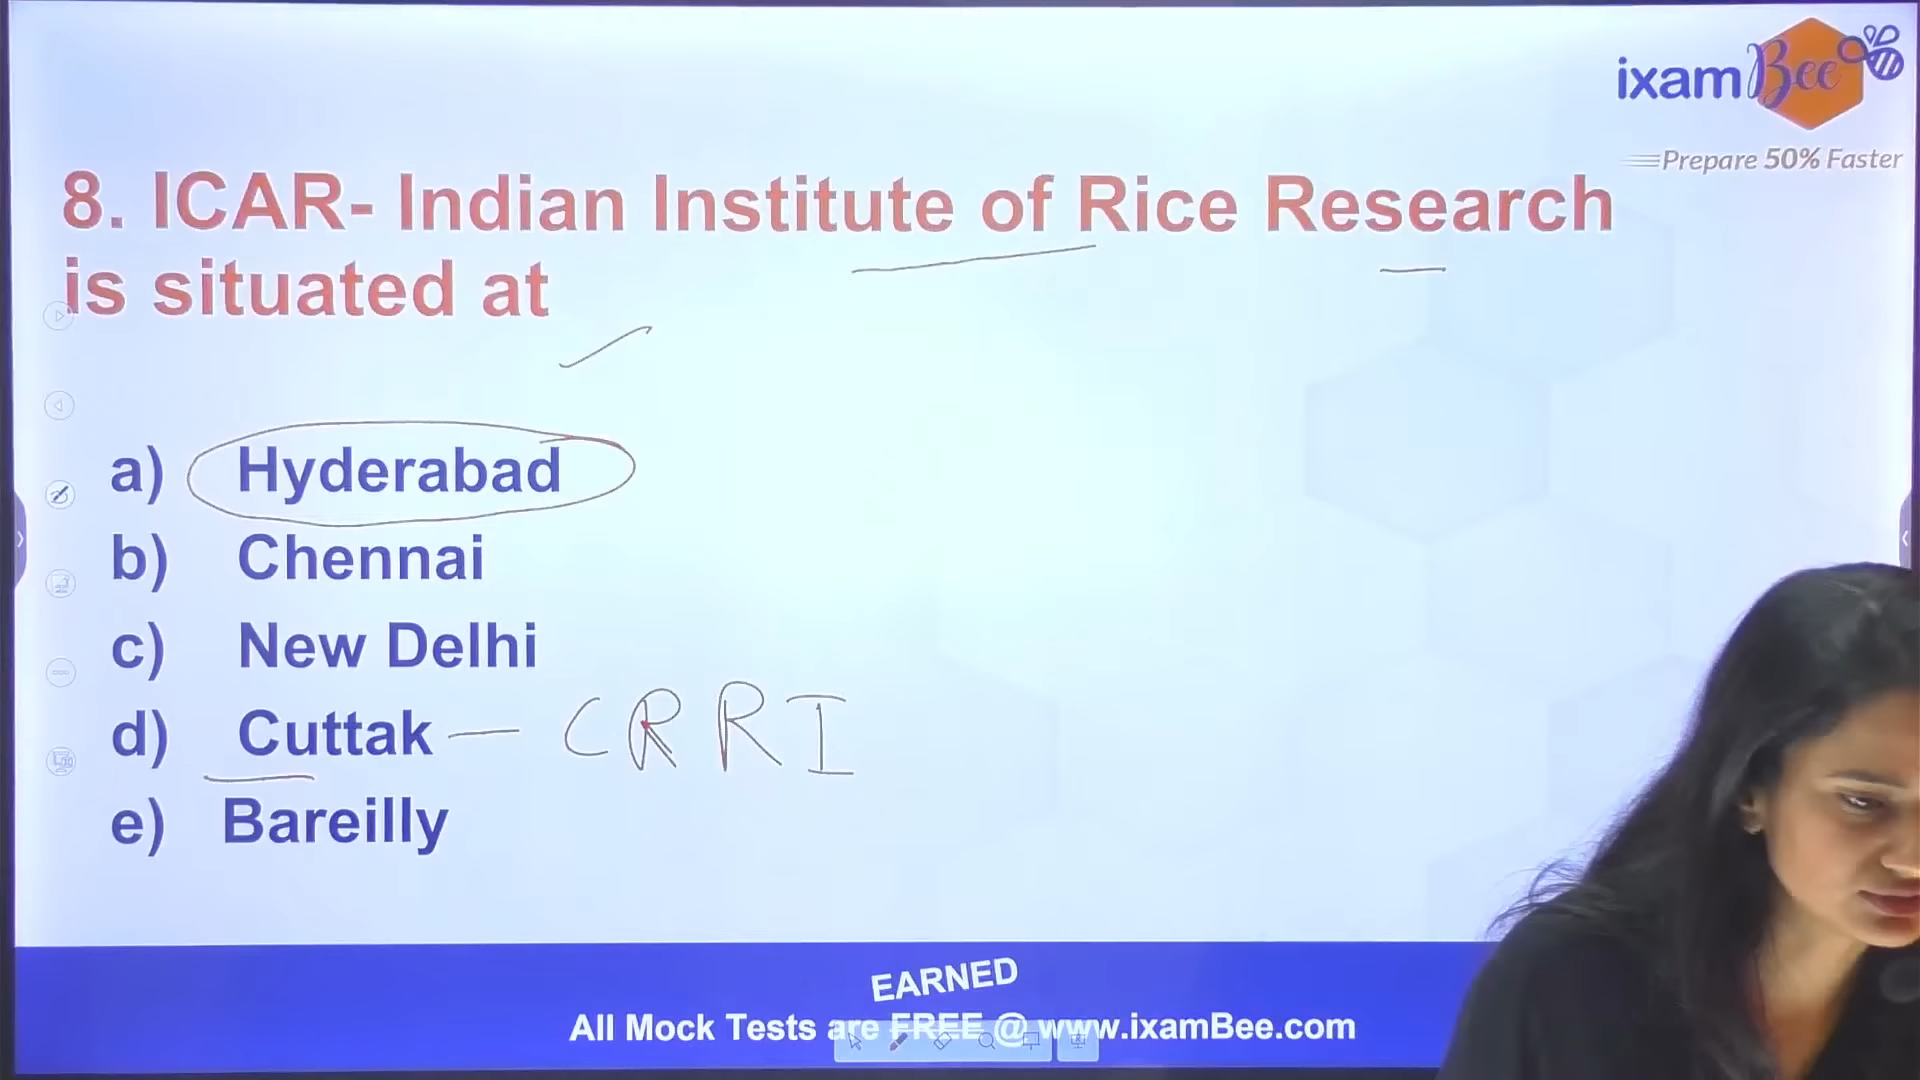 ixamBee
Prepare 50% Faster
8. ICAR- Indian Institute of Rice Research
is situated at
a) Hyderabad
b) Chennai
c) New Delhi
d) Cuttak — CRRI
e) Bareilly
EARNED
All Mock Tests are FREE @ www.ixamBee.com